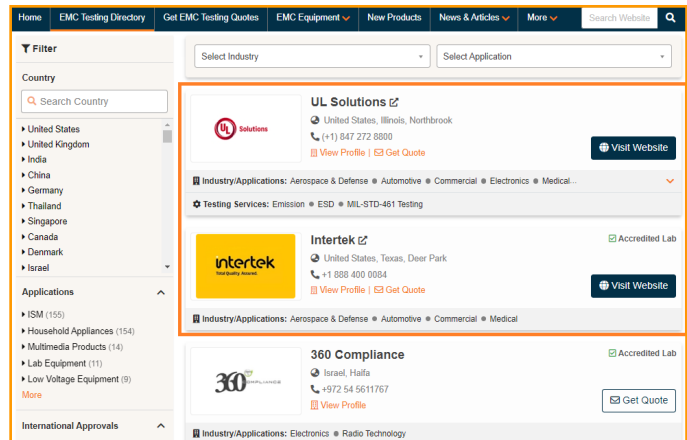 Home EMC Testing Directory Get EMC Testing Quotes EMC Equipment New Products News & Articles More Search Website
Filter
Country
Search Country
United States
United Kingdom
India
China
Germany
Thailand
Singapore
Canada
Denmark
Israel
Applications
ISM (155)
Household Appliances (154)
Multimedia Products (14)
Lab Equipment (11)
Low Voltage Equipment (9)
More
International Approvals
Select Industry Select Application
UL Solutions
UL Solutions
United States, Illinois, Northbrook
(+1) 847 272 8800
View Profile | Get Quote
Visit Website
Industry/Applications: Aerospace & Defense Automotive Commercial Electronics Medical...
Testing Services: Emission ESD MIL-STD-461 Testing
intertek
Total Quality. Assured.
Intertek
Accredited Lab
United States, Texas, Deer Park
+1 888 400 0084
View Profile | Get Quote
Visit Website
Industry/Applications: Aerospace & Defense Automotive Commercial Medical
360 COMPLIANCE
360 Compliance
Accredited Lab
Israel, Haifa
+972 54 5611767
View Profile
Get Quote
Industry/Applications: Electronics Radio Technology